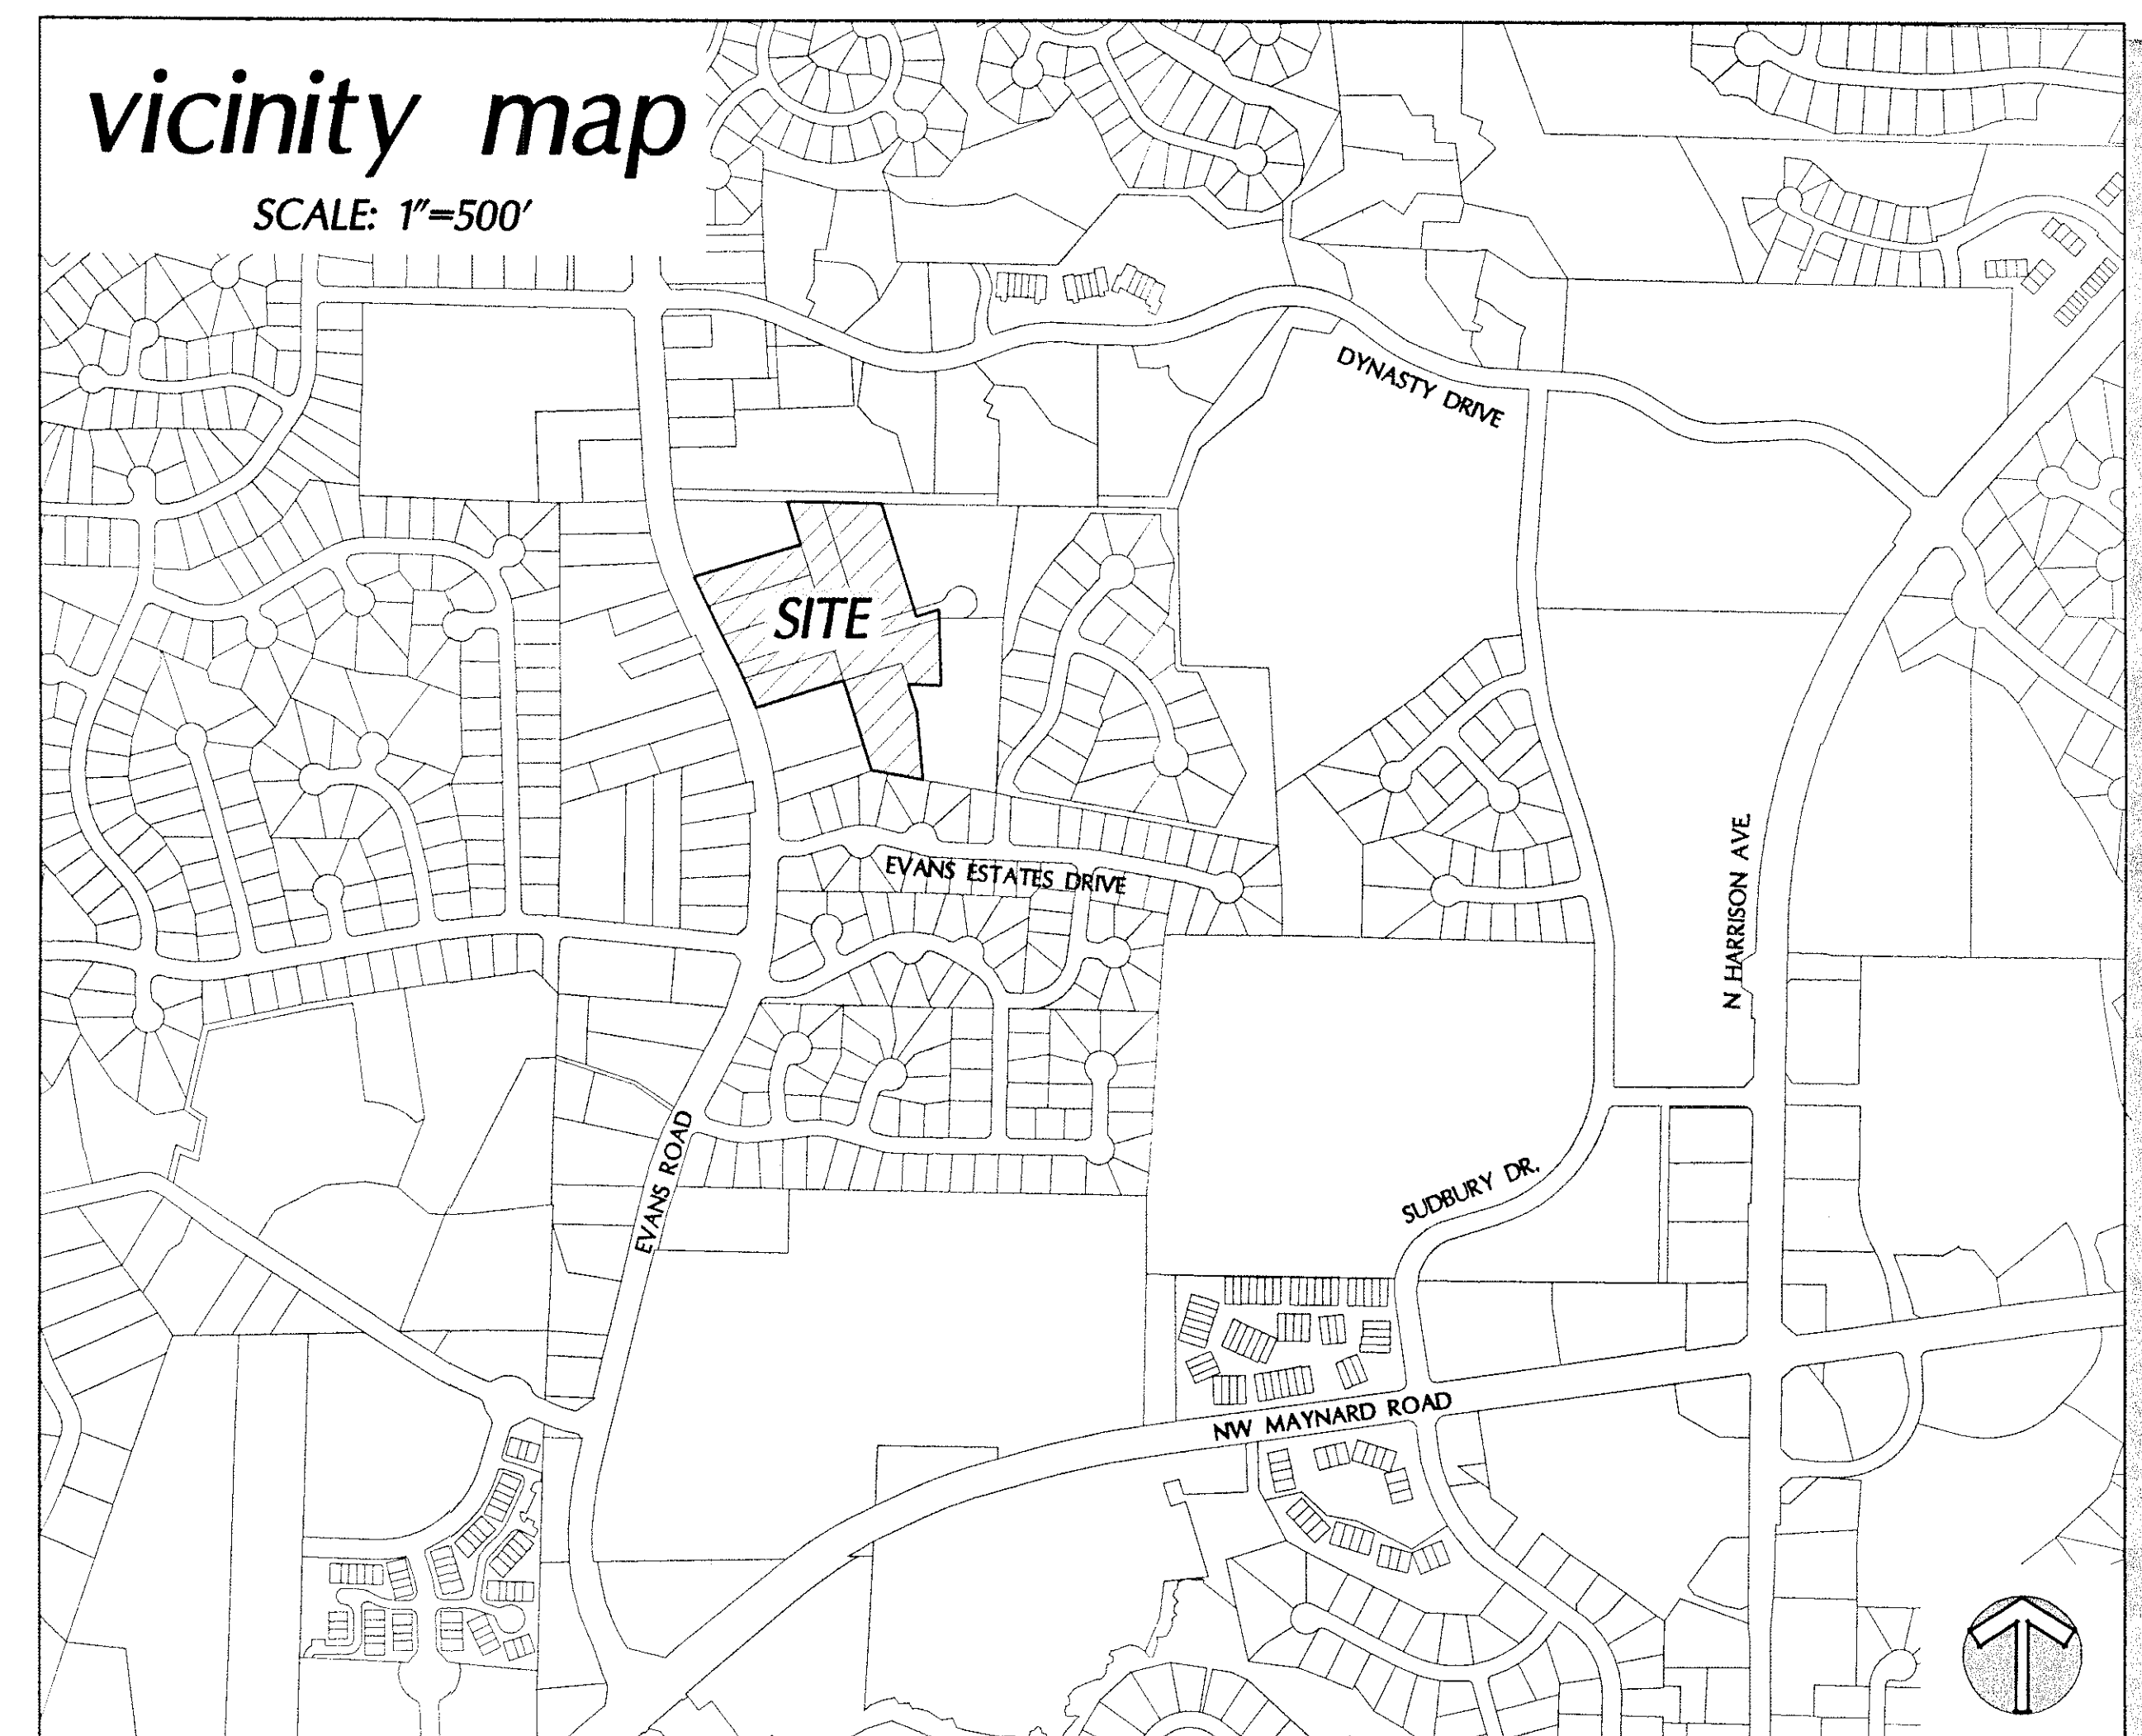 vicinity map
SCALE: 1"=500'
DYNASTY DRIVE
SITE
EVANS ESTATES DRIVE
N HARRISON AVE.
EVANS ROAD
SUDBURY DR.
NW MAYNARD ROAD